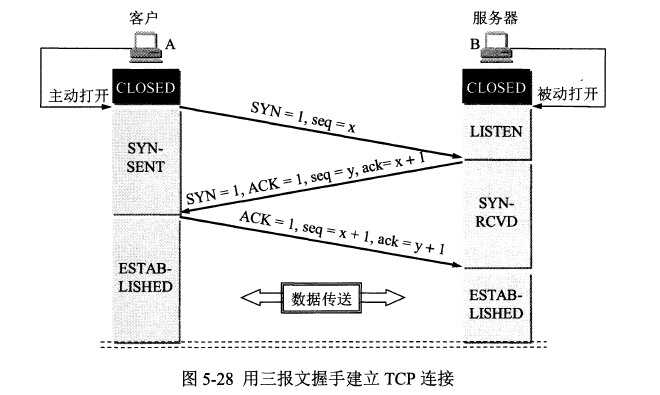 客户
服务器
A
B
主动打开
CLOSED
CLOSED
被动打开
SYN = 1, seq = x
LISTEN
SYN-
SENT
SYN = 1, ACK = 1, seq = y, ack= x + 1
SYN-
RCVD
ACK = 1, seq = x + 1, ack = y + 1
ESTAB-
LISHED
数据传送
ESTAB-
LISHED
图 5-28 用三报文握手建立 TCP 连接